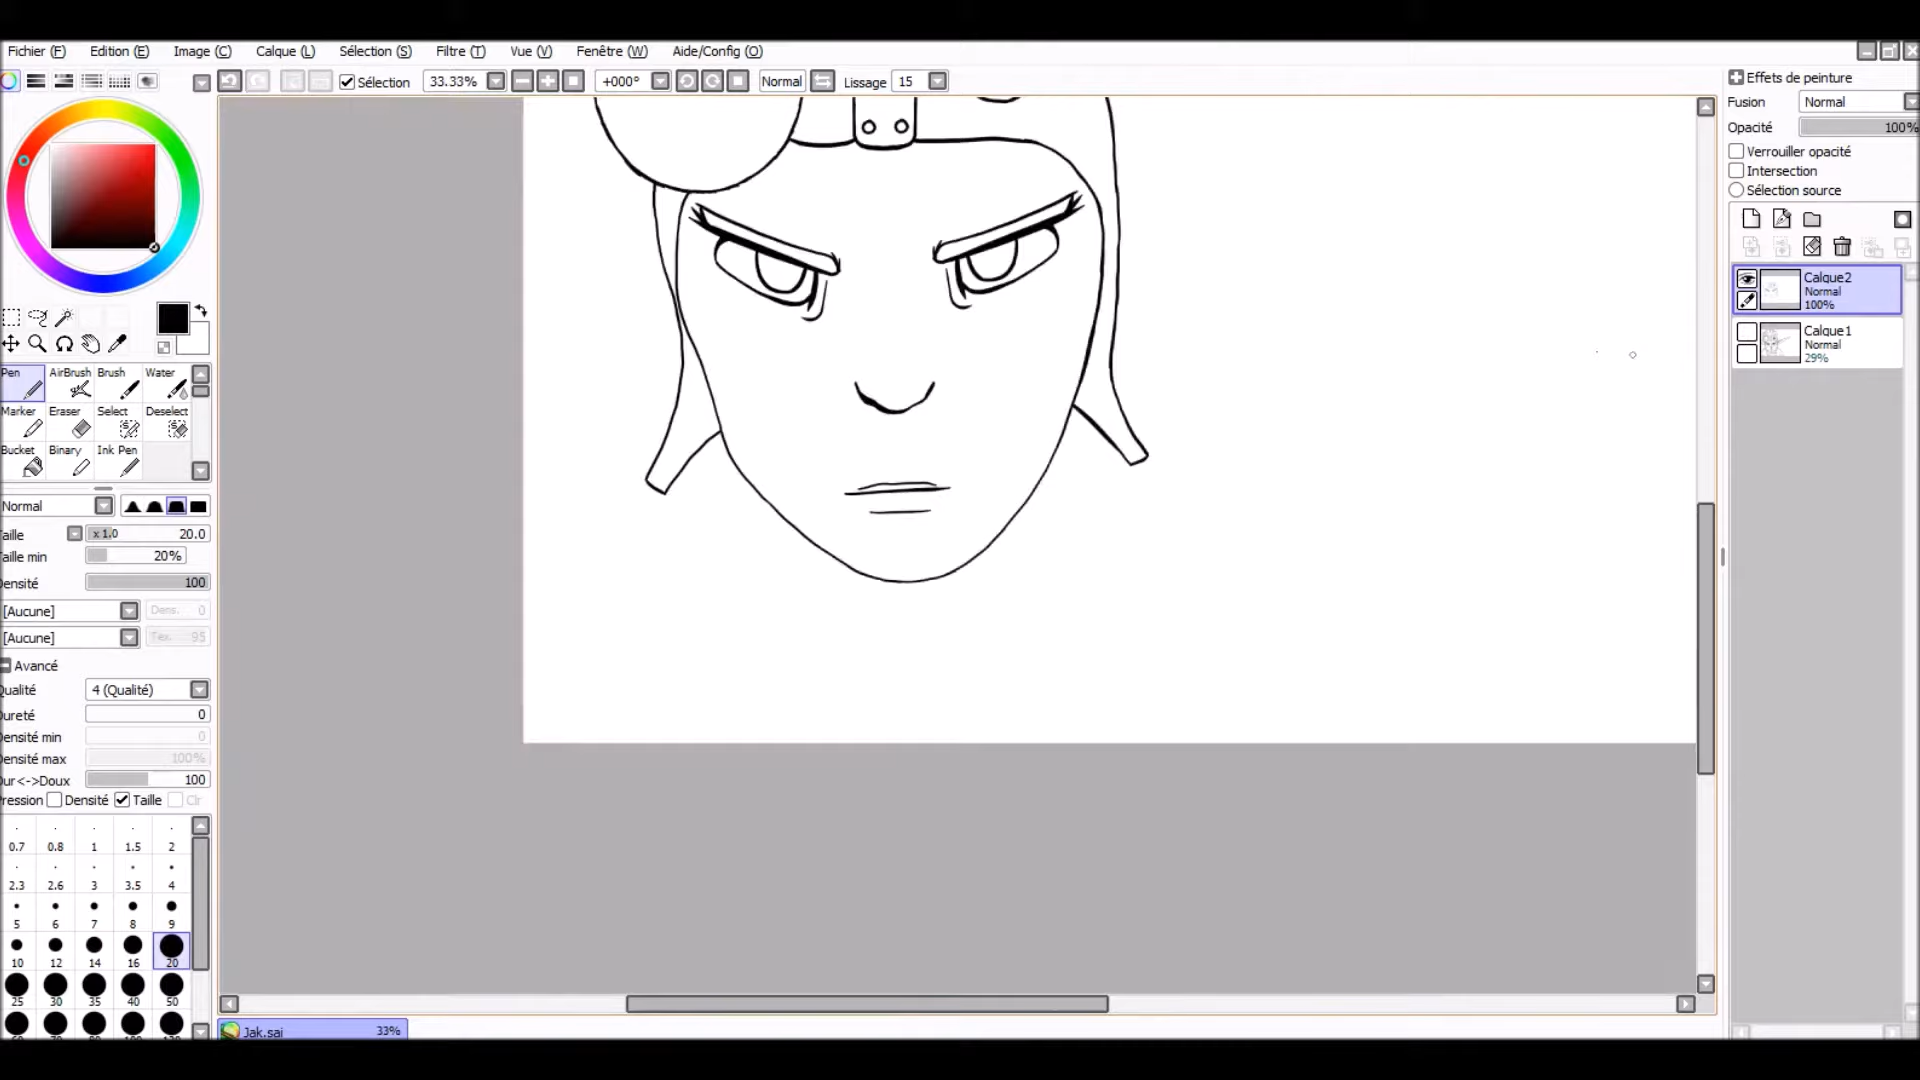 Fichier (F) Edition (E) Image (C) Calque (L) Sélection (S) Filtre (T) Vue (V) Fenêtre (W) Aide/Config (O)
Sélection 33.33% +000° Normal Lissage 15
Effets de peinture
Fusion Normal
Opacité 100%
Verrouiller opacité
Intersection
Sélection source
Calque2
Normal
100%
Calque1
Normal
29%
Pen AirBrush Brush Water
Marker Eraser Select Deselect
Bucket Binary Ink Pen
Normal
Taille x 1.0 20.0
Taille min 20%
Densité 100
[Aucune] Dens. 0
[Aucune] Tex. 95
Avancé
Qualité 4 (Qualité)
Dureté 0
Densité min 0
Densité max 100%
Dur<->Doux 100
Pression Densité Taille Clr
0.7 0.8 1 1.5 2
2.3 2.6 3 3.5 4
5 6 7 8 9
10 12 14 16 20
25 30 35 40 50
Jak.sai 33%